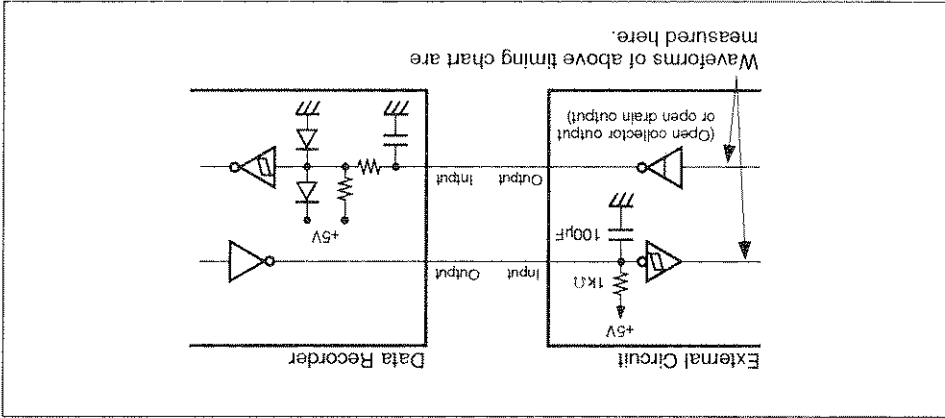 External Circuit
Data Recorder
+5V
1kΩ
Input
Output
100µF
+5V
Output
Input
(Open collector output
or open drain output)
Waveforms of above timing chart are
measured here.